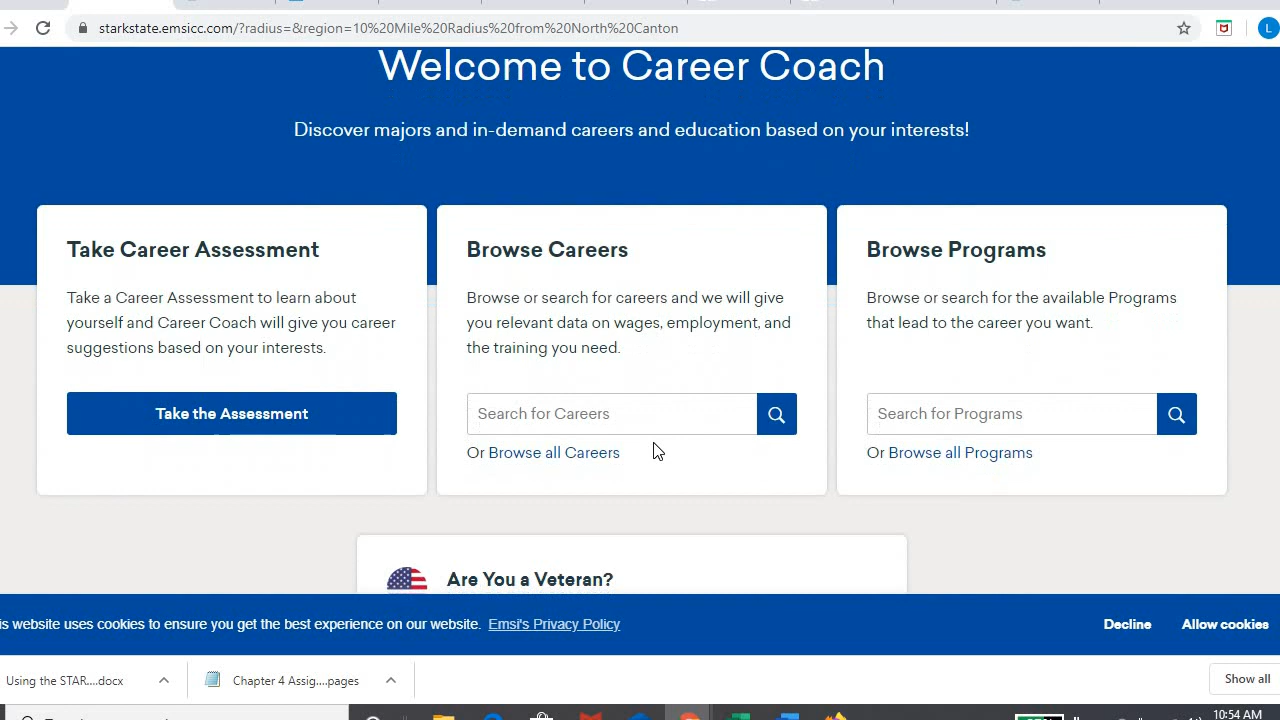 starkstate.emsicc.com/?radius=&region=10%20Mile%20Radius%20from%20North%20Canton
L
Welcome to Career Coach
Discover majors and in-demand careers and education based on your interests!
Take Career Assessment
Take a Career Assessment to learn about
yourself and Career Coach will give you career
suggestions based on your interests.
Take the Assessment
Browse Careers
Browse or search for careers and we will give
you relevant data on wages, employment, and
the training you need.
Search for Careers
Or Browse all Careers
Browse Programs
Browse or search for the available Programs
that lead to the career you want.
Search for Programs
Or Browse all Programs
Are You a Veteran?
is website uses cookies to ensure you get the best experience on our website. Emsi's Privacy Policy
Decline
Allow cookies
Using the STAR....docx
Chapter 4 Assig....pages
Show all
10:54 AM